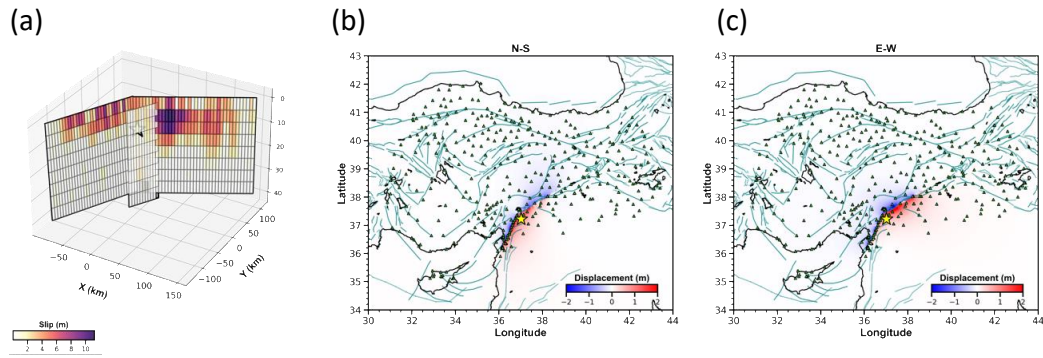 (a)
(b)
(c)
0
10
20
30
40
100
50
0
−50
−100
Y (km)
−50
0
50
100
150
X (km)
Slip (m)
2 4 6 8 10
N-S
43
42
41
40
39
38
37
36
35
34
Latitude
Displacement (m)
−2 −1 0 1 2
30 32 34 36 38 40 42 44
Longitude
E-W
43
42
41
40
39
38
37
36
35
34
Latitude
Displacement (m)
−2 −1 0 1 2
30 32 34 36 38 40 42 44
Longitude